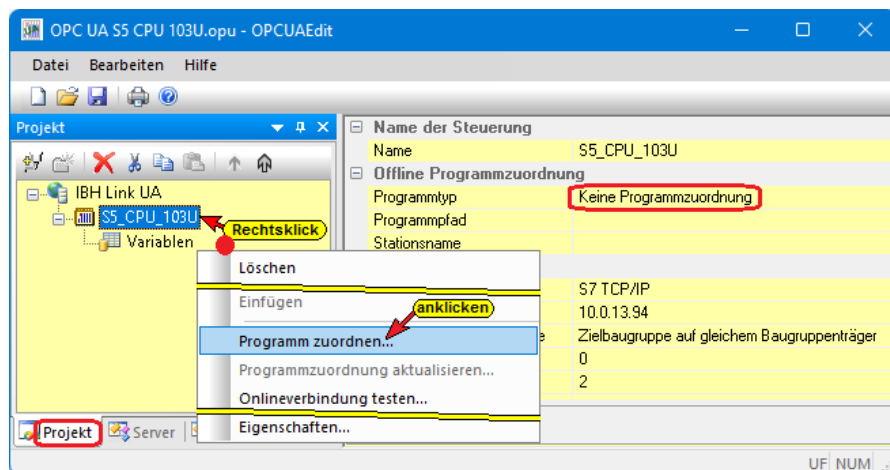 OPC UA S5 CPU 103U.opu - OPCUAEdit
Datei Bearbeiten Hilfe
Projekt
Name der Steuerung
Name S5_CPU_103U
Offline Programmzuordnung
Programmtyp Keine Programmzuordnung
Programmpfad
Stationsname
IBH Link UA
S5_CPU_103U
Rechtsklick
Variablen
Löschen
Einfügen
anklicken
Programm zuordnen...
Programmzuordnung aktualisieren...
Onlineverbindung testen...
Eigenschaften...
S7 TCP/IP
10.0.13.94
Zielbaugruppe auf gleichem Baugruppenträger
0
2
Projekt Server
UF NUM